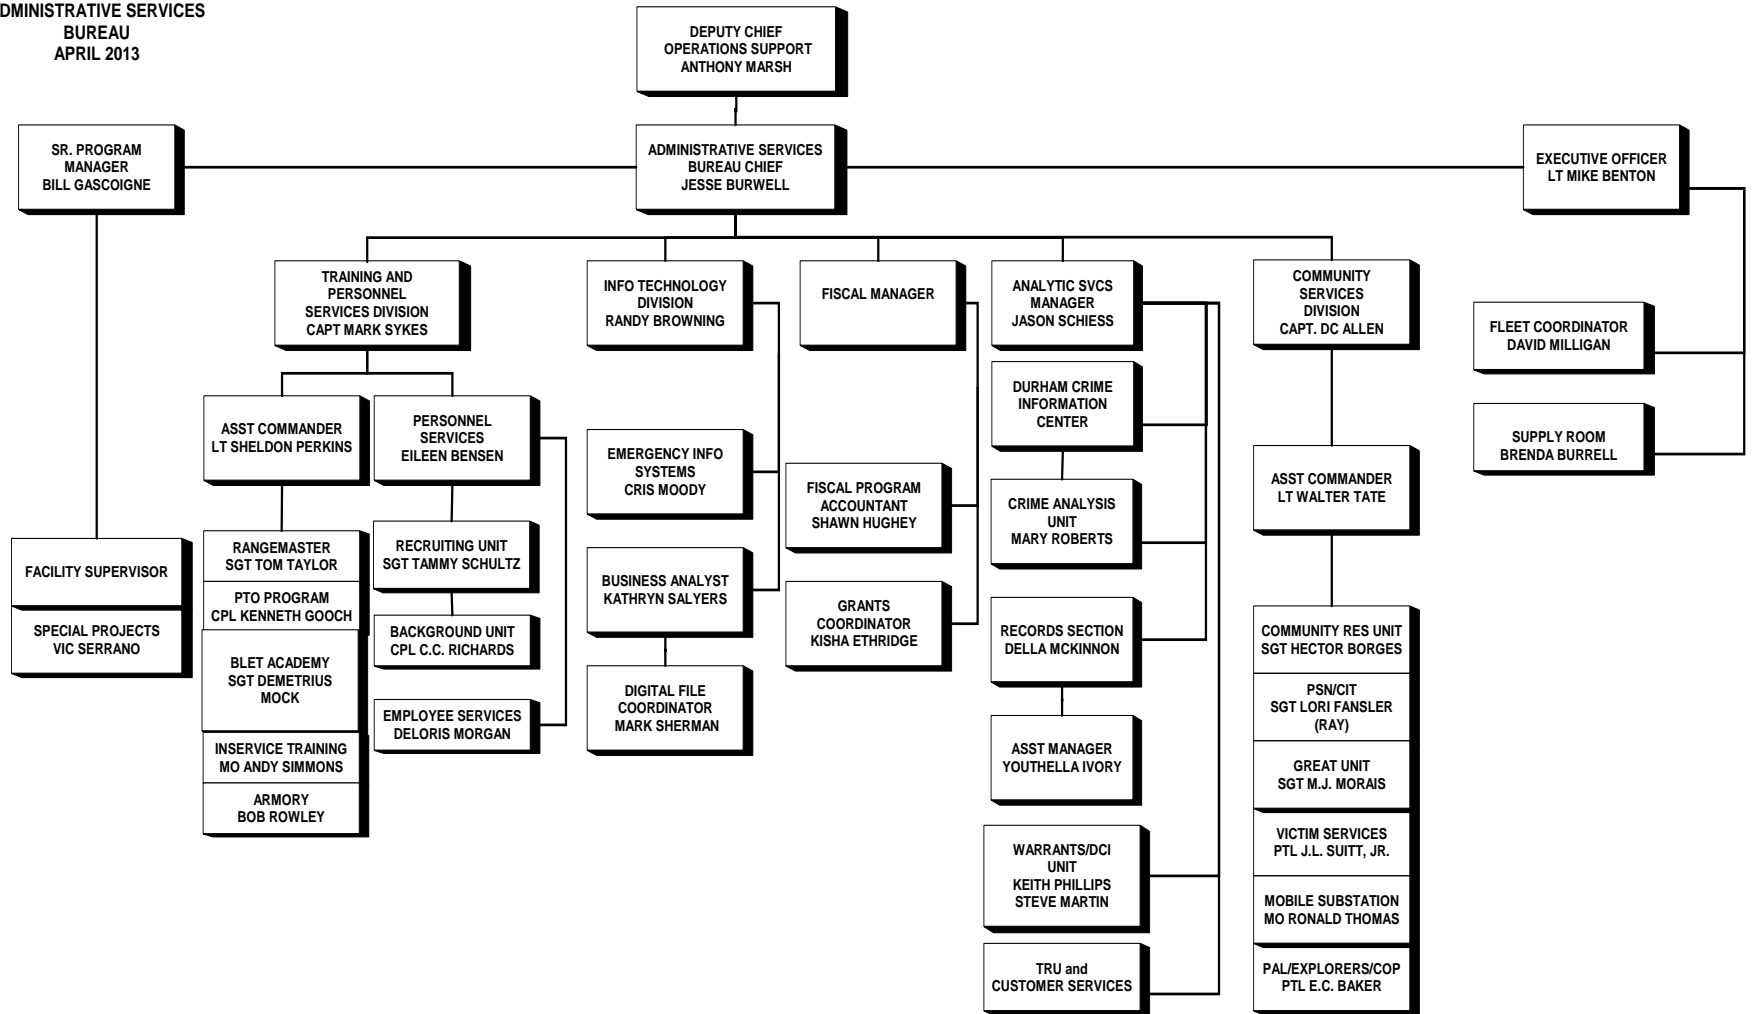 DMINISTRATIVE SERVICES
BUREAU
APRIL 2013
DEPUTY CHIEF
OPERATIONS SUPPORT
ANTHONY MARSH
SR. PROGRAM
MANAGER
BILL GASCOIGNE
ADMINISTRATIVE SERVICES
BUREAU CHIEF
JESSE BURWELL
EXECUTIVE OFFICER
LT MIKE BENTON
TRAINING AND
PERSONNEL
SERVICES DIVISION
CAPT MARK SYKES
INFO TECHNOLOGY
DIVISION
RANDY BROWNING
FISCAL MANAGER
ANALYTIC SVCS
MANAGER
JASON SCHIESS
COMMUNITY
SERVICES
DIVISION
CAPT. DC ALLEN
FLEET COORDINATOR
DAVID MILLIGAN
SUPPLY ROOM
BRENDA BURRELL
ASST COMMANDER
LT SHELDON PERKINS
PERSONNEL
SERVICES
EILEEN BENSEN
EMERGENCY INFO
SYSTEMS
CRIS MOODY
FISCAL PROGRAM
ACCOUNTANT
SHAWN HUGHEY
DURHAM CRIME
INFORMATION
CENTER
CRIME ANALYSIS
UNIT
MARY ROBERTS
ASST COMMANDER
LT WALTER TATE
FACILITY SUPERVISOR
SPECIAL PROJECTS
VIC SERRANO
RANGEMASTER
SGT TOM TAYLOR
PTO PROGRAM
CPL KENNETH GOOCH
BLET ACADEMY
SGT DEMETRIUS
MOCK
INSERVICE TRAINING
MO ANDY SIMMONS
ARMORY
BOB ROWLEY
RECRUITING UNIT
SGT TAMMY SCHULTZ
BACKGROUND UNIT
CPL C.C. RICHARDS
EMPLOYEE SERVICES
DELORIS MORGAN
BUSINESS ANALYST
KATHRYN SALYERS
DIGITAL FILE
COORDINATOR
MARK SHERMAN
GRANTS
COORDINATOR
KISHA ETHRIDGE
RECORDS SECTION
DELLA MCKINNON
ASST MANAGER
YOUTHELLA IVORY
WARRANTS/DCI
UNIT
KEITH PHILLIPS
STEVE MARTIN
TRU and
CUSTOMER SERVICES
COMMUNITY RES UNIT
SGT HECTOR BORGES
PSN/CIT
SGT LORI FANSLER
(RAY)
GREAT UNIT
SGT M.J. MORAIS
VICTIM SERVICES
PTL J.L. SUITT, JR.
MOBILE SUBSTATION
MO RONALD THOMAS
PAL/EXPLORERS/COP
PTL E.C. BAKER